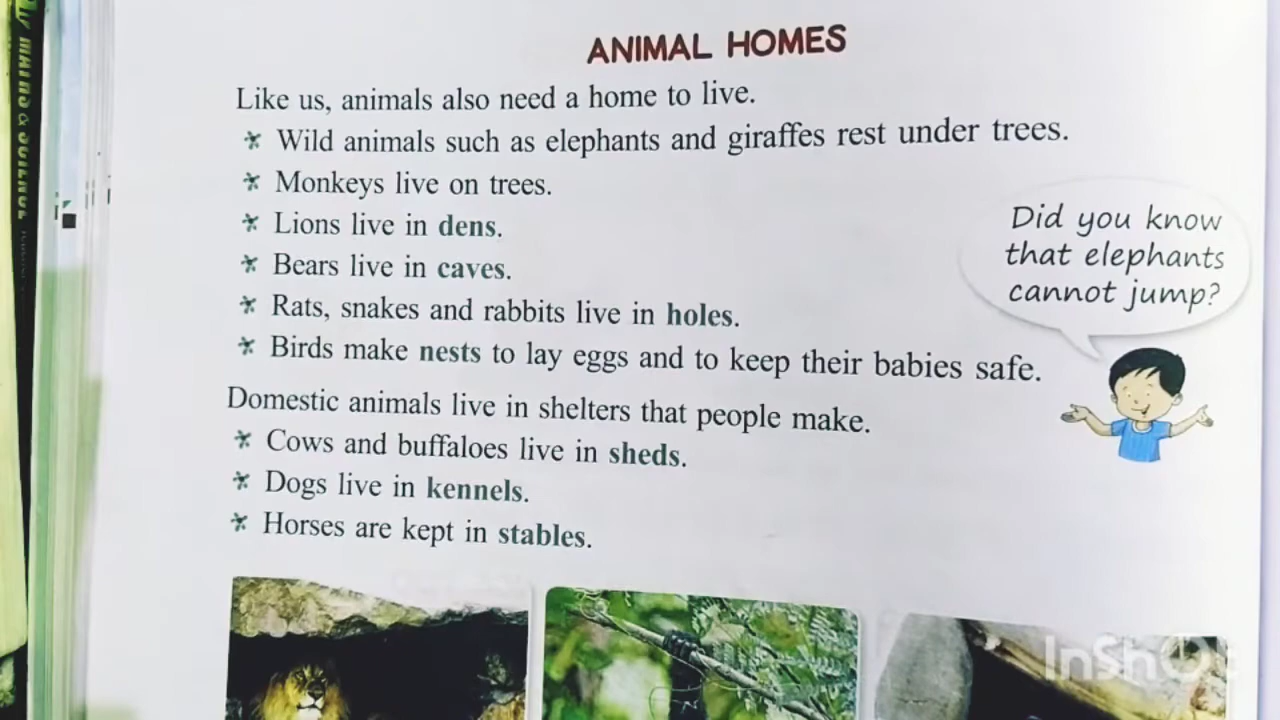 MATHS & SCIENCE
ANIMAL HOMES
Like us, animals also need a home to live.
Wild animals such as elephants and giraffes rest under trees.
Monkeys live on trees.
Lions live in dens.
Bears live in caves.
Rats, snakes and rabbits live in holes.
Birds make nests to lay eggs and to keep their babies safe.
Did you know
that elephants
cannot jump?
Domestic animals live in shelters that people make.
Cows and buffaloes live in sheds.
Dogs live in kennels.
Horses are kept in stables.
InShOt